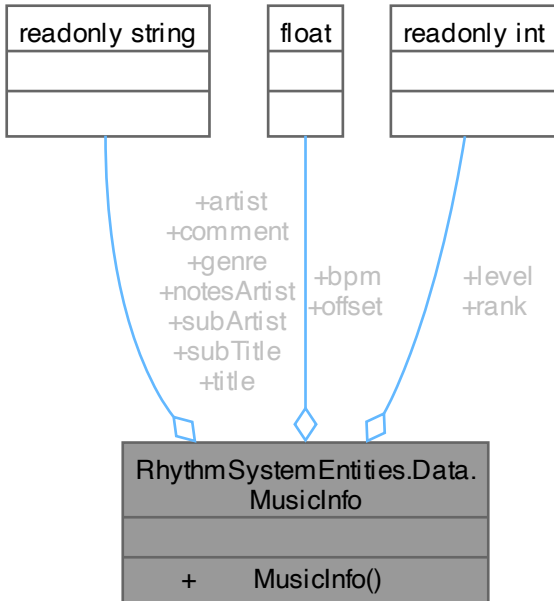 readonly string
float
readonly int
+artist
+comment
+genre
+notesArtist
+subArtist
+subTitle
+title
+bpm
+offset
+level
+rank
RhythmSystemEntities.Data.
MusicInfo
+ MusicInfo()